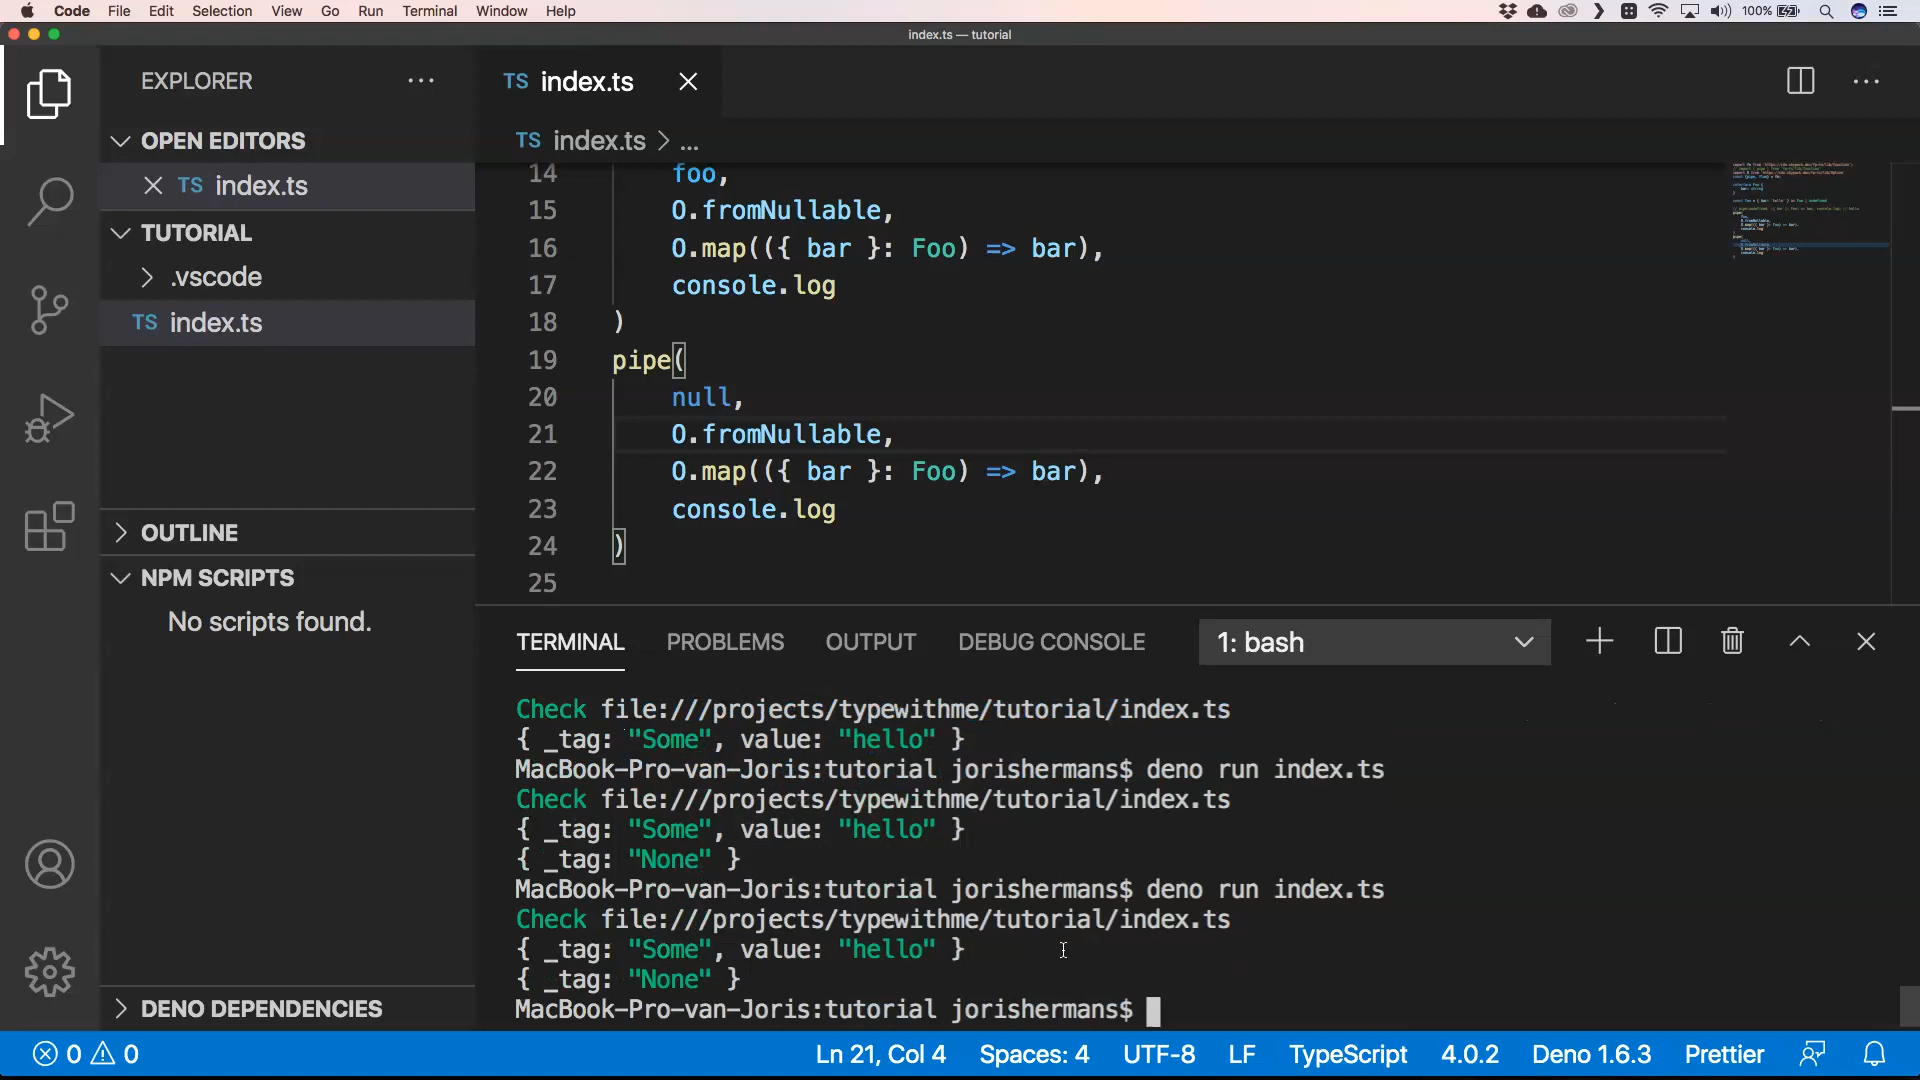 Code File Edit Selection View Go Run Terminal Window Help
100%
index.ts — tutorial
EXPLORER
OPEN EDITORS
TS index.ts
TUTORIAL
.vscode
TS index.ts
OUTLINE
NPM SCRIPTS
No scripts found.
DENO DEPENDENCIES
TS index.ts
TS index.ts > ...
14 foo,
15 O.fromNullable,
16 O.map(({ bar }: Foo) => bar),
17 console.log
18 )
19 pipe(
20 null,
21 O.fromNullable,
22 O.map(({ bar }: Foo) => bar),
23 console.log
24 )
25
TERMINAL PROBLEMS OUTPUT DEBUG CONSOLE 1: bash
Check file:///projects/typewithme/tutorial/index.ts
{ _tag: "Some", value: "hello" }
MacBook-Pro-van-Joris:tutorial jorishermans$ deno run index.ts
Check file:///projects/typewithme/tutorial/index.ts
{ _tag: "Some", value: "hello" }
{ _tag: "None" }
MacBook-Pro-van-Joris:tutorial jorishermans$ deno run index.ts
Check file:///projects/typewithme/tutorial/index.ts
{ _tag: "Some", value: "hello" }
{ _tag: "None" }
MacBook-Pro-van-Joris:tutorial jorishermans$
0 0 Ln 21, Col 4 Spaces: 4 UTF-8 LF TypeScript 4.0.2 Deno 1.6.3 Prettier